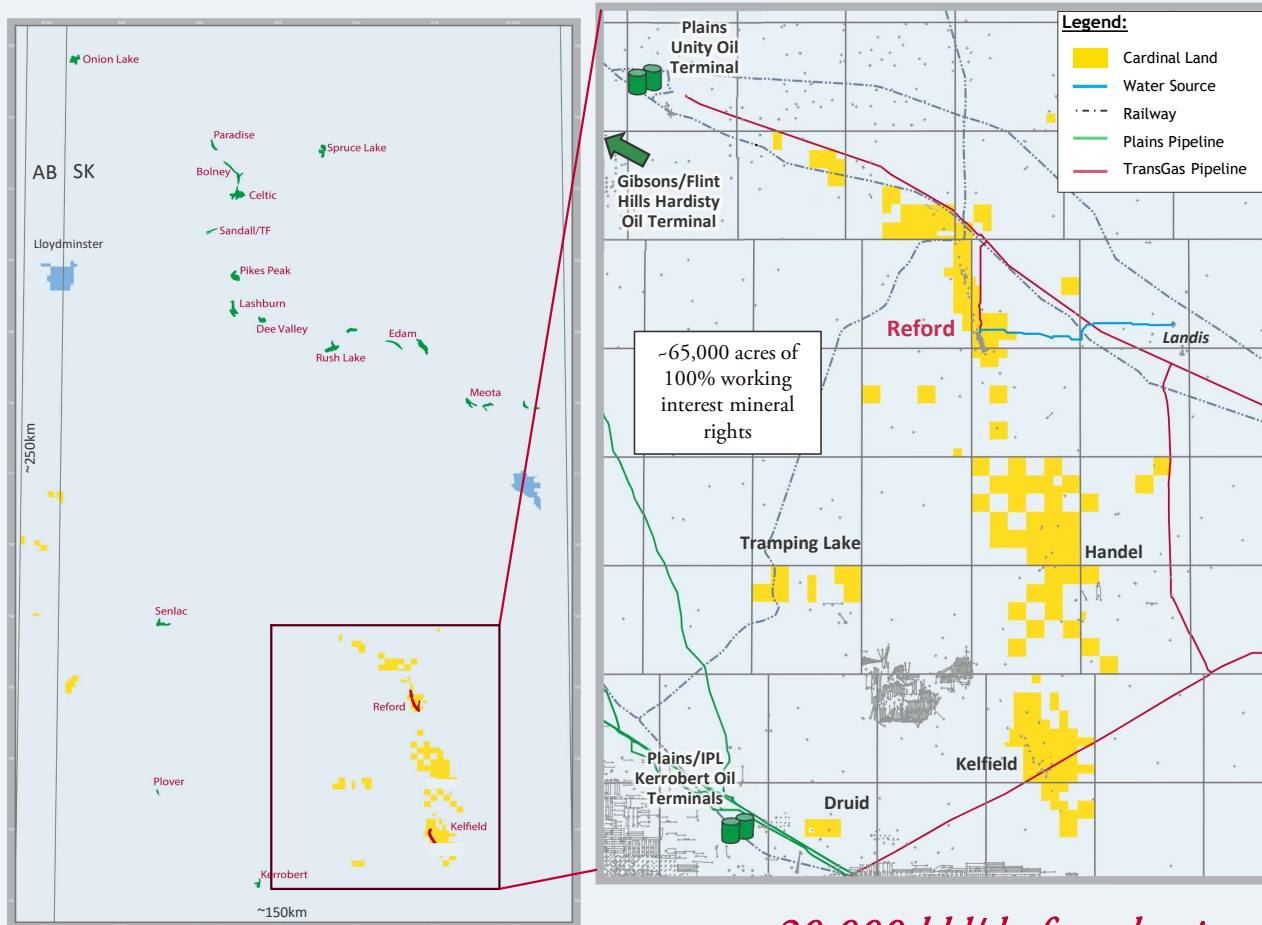 Onion Lake
Paradise
Spruce Lake
AB
SK
Bolney
Celtic
Sandall/TF
Lloydminster
Pikes Peak
Lashburn
Dee Valley
Edam
Rush Lake
Meota
~250km
Senlac
Reford
Plover
Kelfield
Kerrobert
~150km
Plains
Unity Oil
Terminal
Gibsons/Flint
Hills Hardisty
Oil Terminal
Legend:
Cardinal Land
Water Source
Railway
Plains Pipeline
TransGas Pipeline
Reford
Landis
~65,000 acres of
100% working
interest mineral
rights
Tramping Lake
Handel
Plains/IPL
Kerrobert Oil
Terminals
Druid
Kelfield